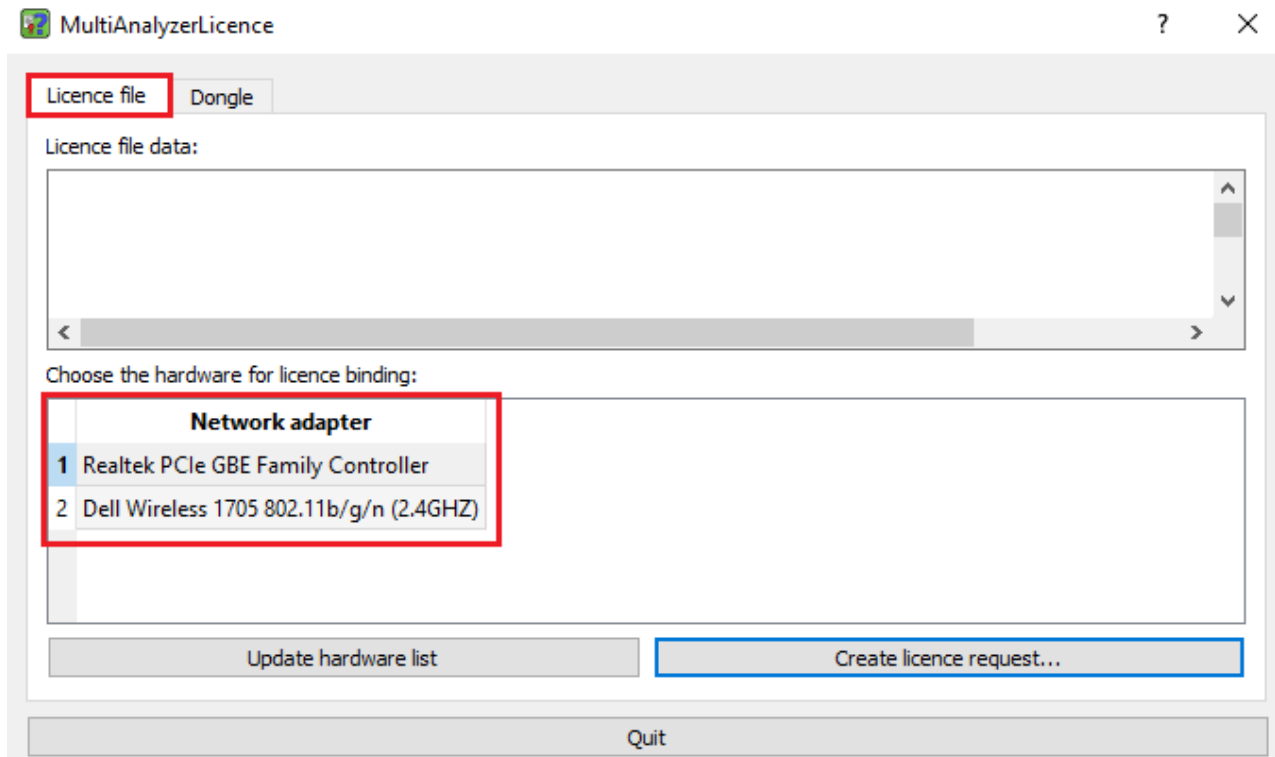 MultiAnalyzerLicence ?
Licence file Dongle
Licence file data:
Choose the hardware for licence binding:
Network adapter
1 Realtek PCIe GBE Family Controller
2 Dell Wireless 1705 802.11b/g/n (2.4GHZ)
Update hardware list Create licence request...
Quit